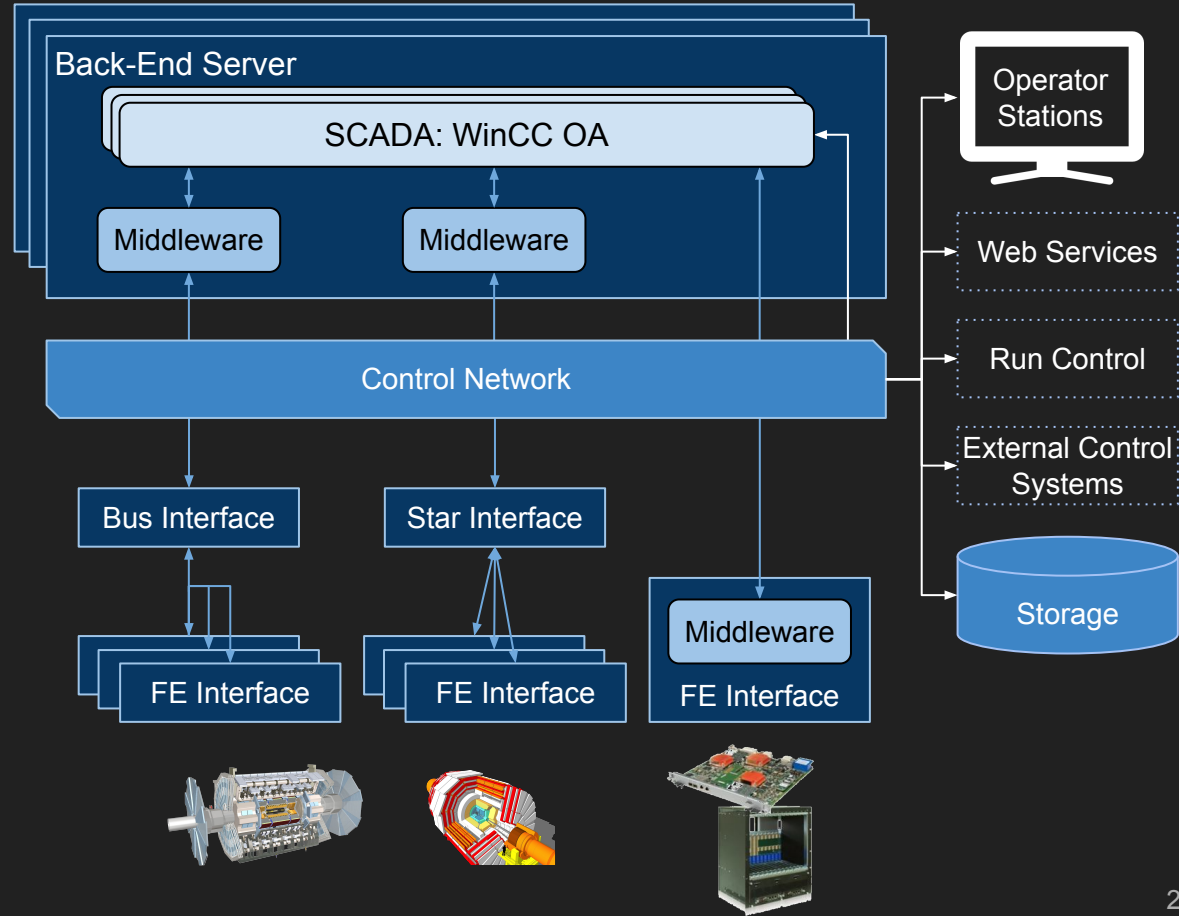 Back-End Server
SCADA: WinCC OA
Middleware
Middleware
Control Network
Bus Interface
Star Interface
FE Interface
FE Interface
Middleware
FE Interface
Operator
Stations
Web Services
Run Control
External Control
Systems
Storage
2